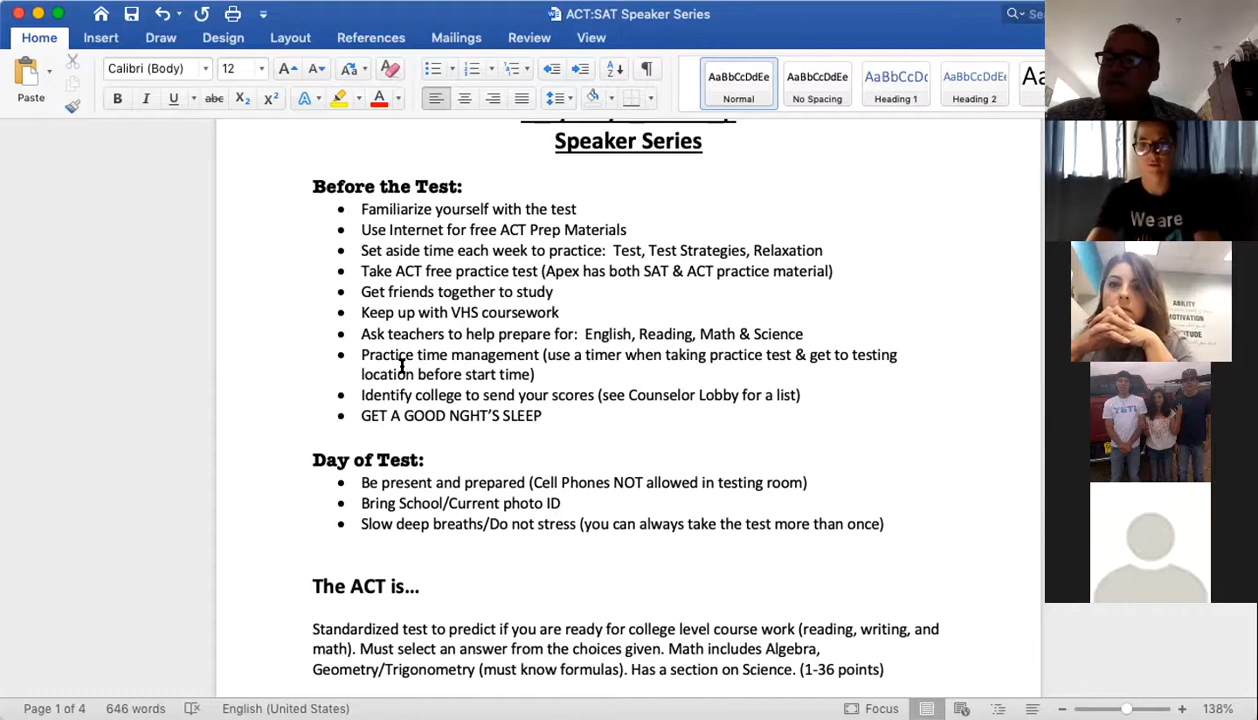 ACT:SAT Speaker Series
Home Insert Draw Design Layout References Mailings Review View
Paste
Calibri (Body) 12
AaBbCcDdEe AaBbCcDdEe AaBbCcDc AaBbCcDdEe
Normal No Spacing Heading 1 Heading 2
Speaker Series
Before the Test:
Familiarize yourself with the test
Use Internet for free ACT Prep Materials
Set aside time each week to practice: Test, Test Strategies, Relaxation
Take ACT free practice test (Apex has both SAT & ACT practice material)
Get friends together to study
Keep up with VHS coursework
Ask teachers to help prepare for: English, Reading, Math & Science
Practice time management (use a timer when taking practice test & get to testing
location before start time)
Identify college to send your scores (see Counselor Lobby for a list)
GET A GOOD NGHT'S SLEEP
Day of Test:
Be present and prepared (Cell Phones NOT allowed in testing room)
Bring School/Current photo ID
Slow deep breaths/Do not stress (you can always take the test more than once)
The ACT is...
Standardized test to predict if you are ready for college level course work (reading, writing, and
math). Must select an answer from the choices given. Math includes Algebra,
Geometry/Trigonometry (must know formulas). Has a section on Science. (1-36 points)
Page 1 of 4 646 words English (United States) Focus 138%
We are
ABILITY
MOTIVATION
YETI